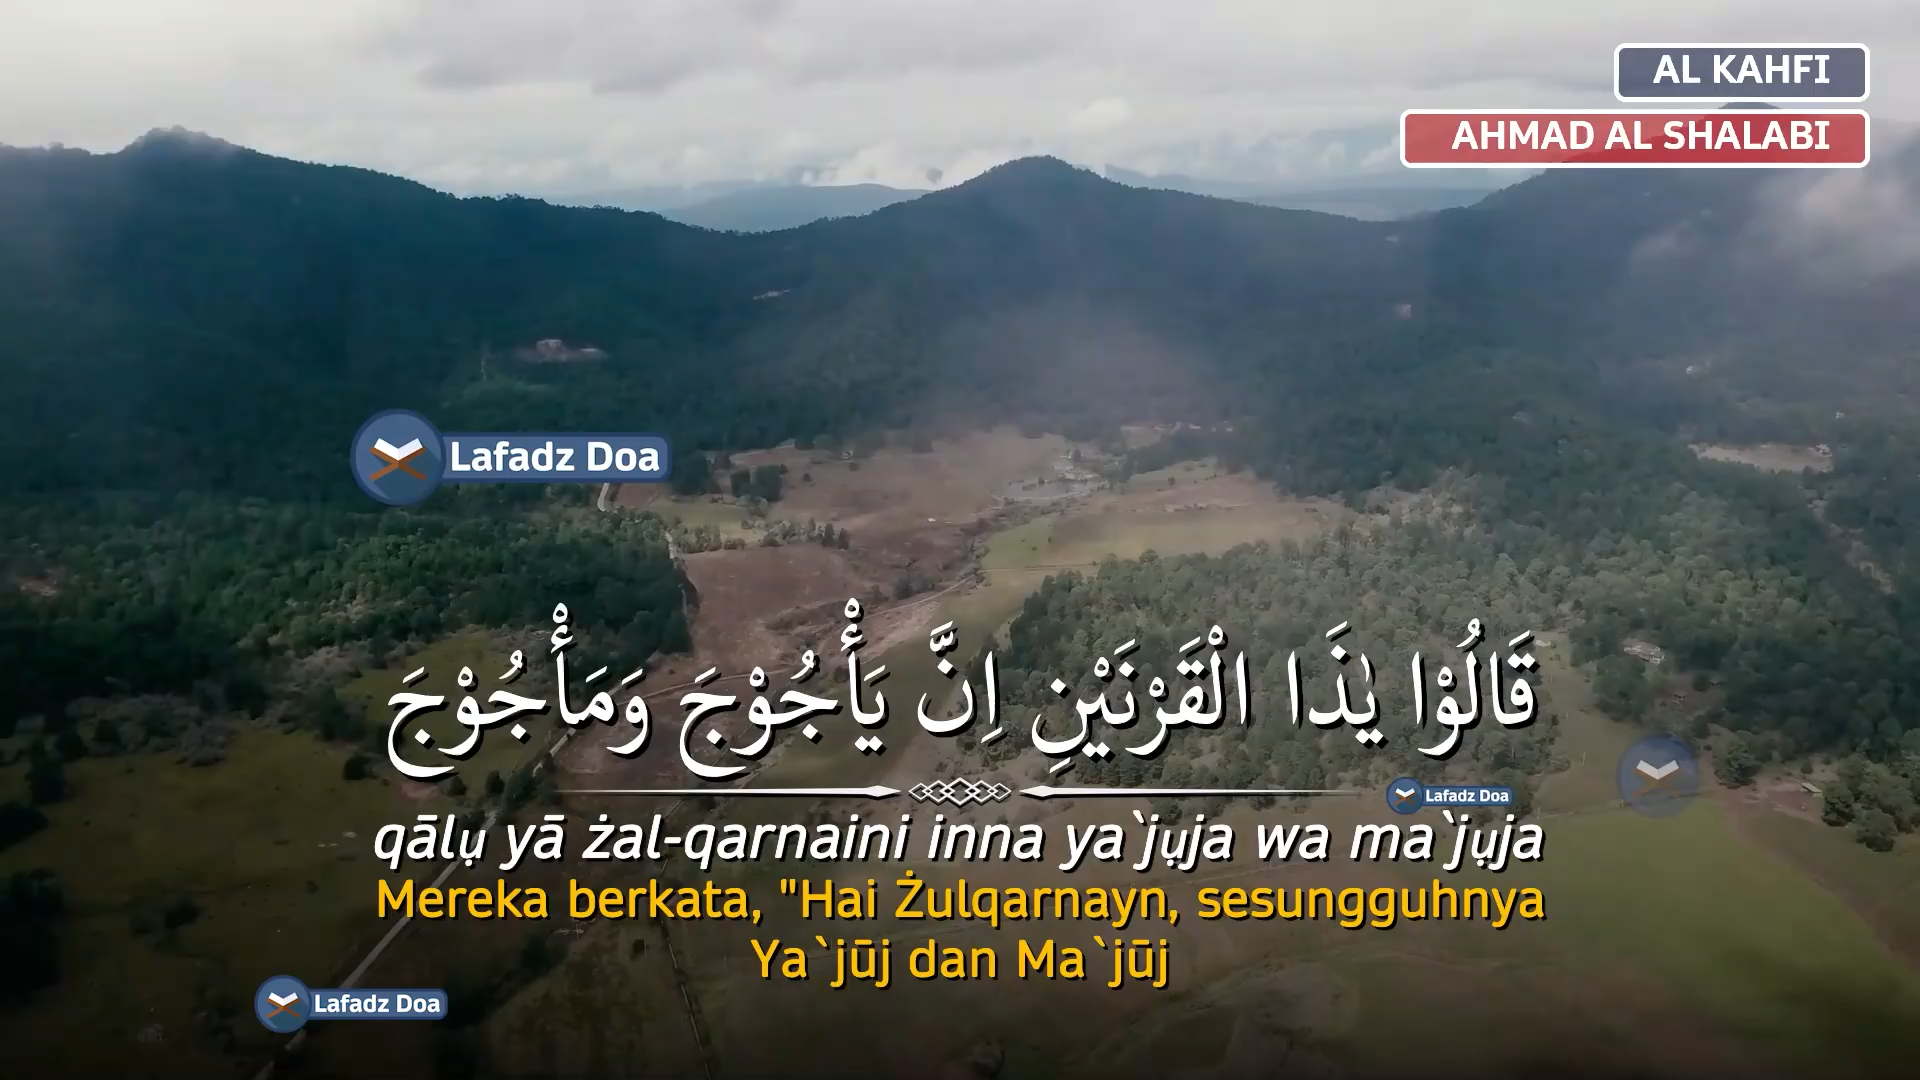 AL KAHFI
AHMAD AL SHALABI
Lafadz Doa
قَالُوْا يٰذَا الْقَرْنَيْنِ اِنَّ يَأْجُوْجَ وَمَأْجُوْجَ
Lafadz Doa
qālụ yā żal-qarnaini inna ya`jụja wa ma`jụja
Mereka berkata, "Hai Żulqarnayn, sesungguhnya
Ya`jūj dan Ma`jūj
Lafadz Doa